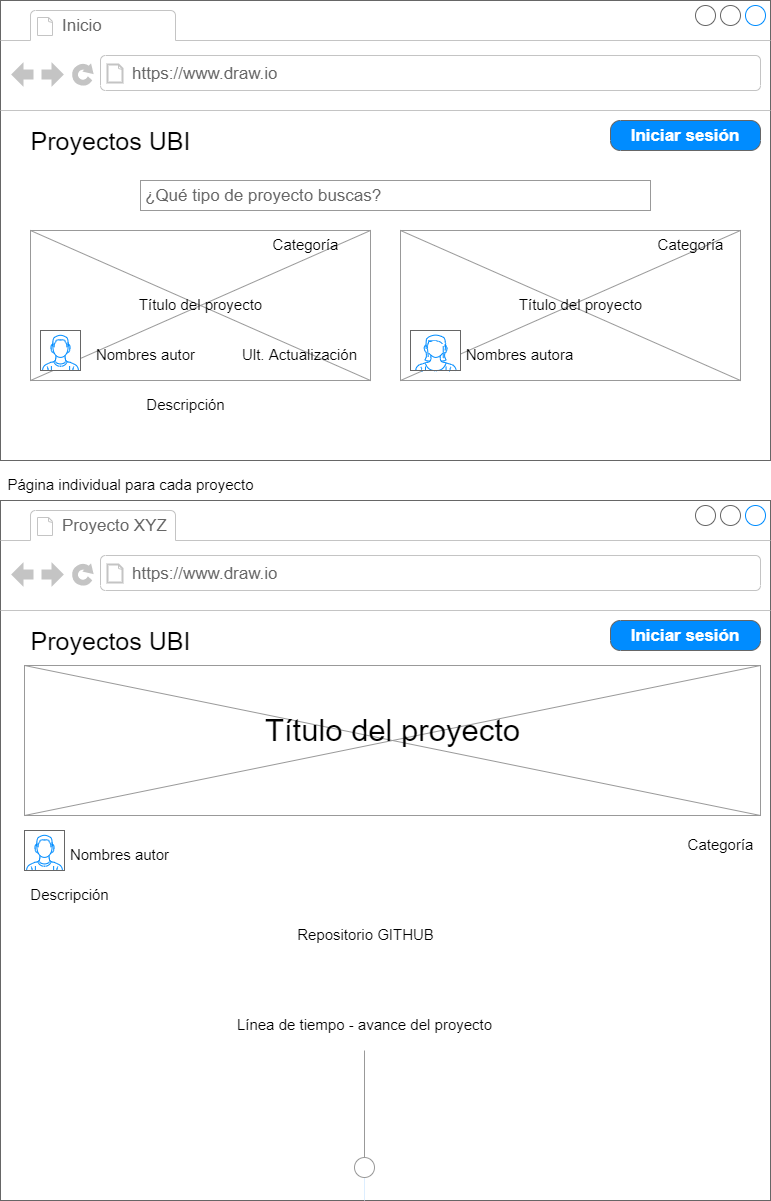 Inicio
https://www.draw.io
Proyectos UBI
Iniciar sesión
¿Qué tipo de proyecto buscas?
Categoría
Categoría
Título del proyecto
Título del proyecto
Nombres autor
Ult. Actualización
Nombres autora
Descripción
Página individual para cada proyecto
Proyecto XYZ
https://www.draw.io
Proyectos UBI
Iniciar sesión
Título del proyecto
Nombres autor
Categoría
Descripción
Repositorio GITHUB
Línea de tiempo - avance del proyecto